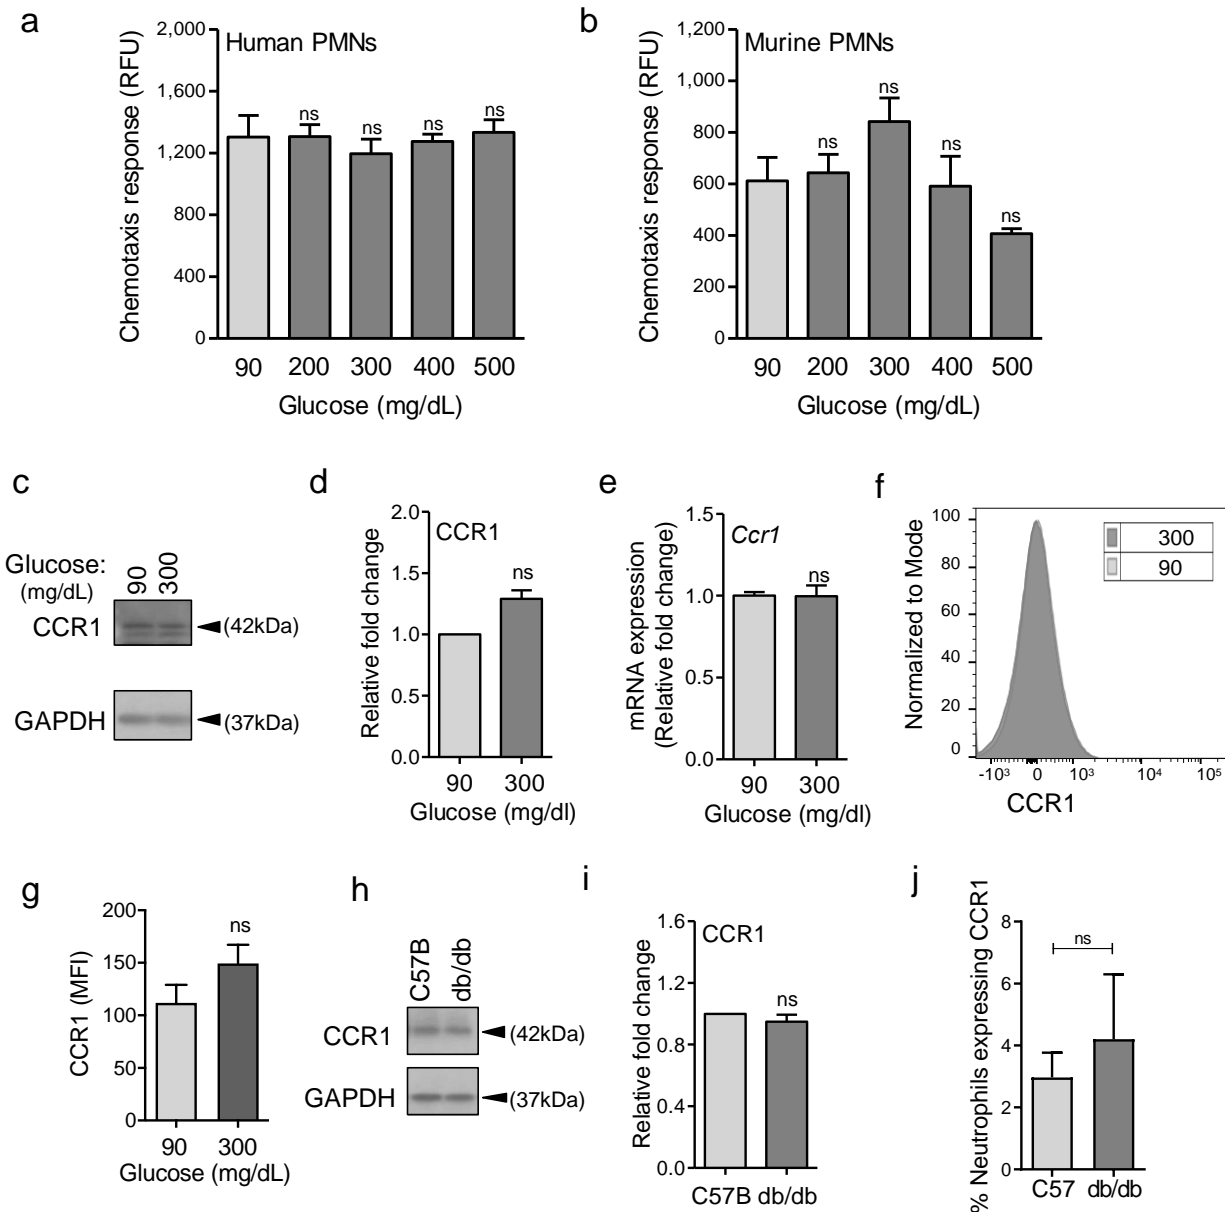 a
Human PMNs
Chemotaxis response (RFU)
2,000
1,600
1,200
800
400
0
ns
ns
ns
ns
90 200 300 400 500
Glucose (mg/dL)
b
Murine PMNs
Chemotaxis response (RFU)
1,200
1,000
800
600
400
200
0
ns
ns
ns
ns
90 200 300 400 500
Glucose (mg/dL)
c
Glucose:
(mg/dL)
90
300
CCR1
(42kDa)
GAPDH
(37kDa)
d
CCR1
Relative fold change
2.0
1.5
1.0
0.5
0.0
ns
90 300
Glucose (mg/dl)
e
Ccr1
mRNA expression
(Relative fold change)
1.5
1.0
0.5
0.0
ns
90 300
Glucose (mg/dl)
f
Normalized to Mode
100
80
60
40
20
0
300
90
-10³ 0 10³ 10⁴ 10⁵
CCR1
g
CCR1 (MFI)
200
150
100
50
0
ns
90 300
Glucose (mg/dL)
h
C57B
db/db
CCR1
(42kDa)
GAPDH
(37kDa)
i
CCR1
Relative fold change
1.6
1.2
0.8
0.4
0.0
ns
C57B db/db
j
% Neutrophils expressing CCR1
8
6
4
2
0
ns
C57 db/db